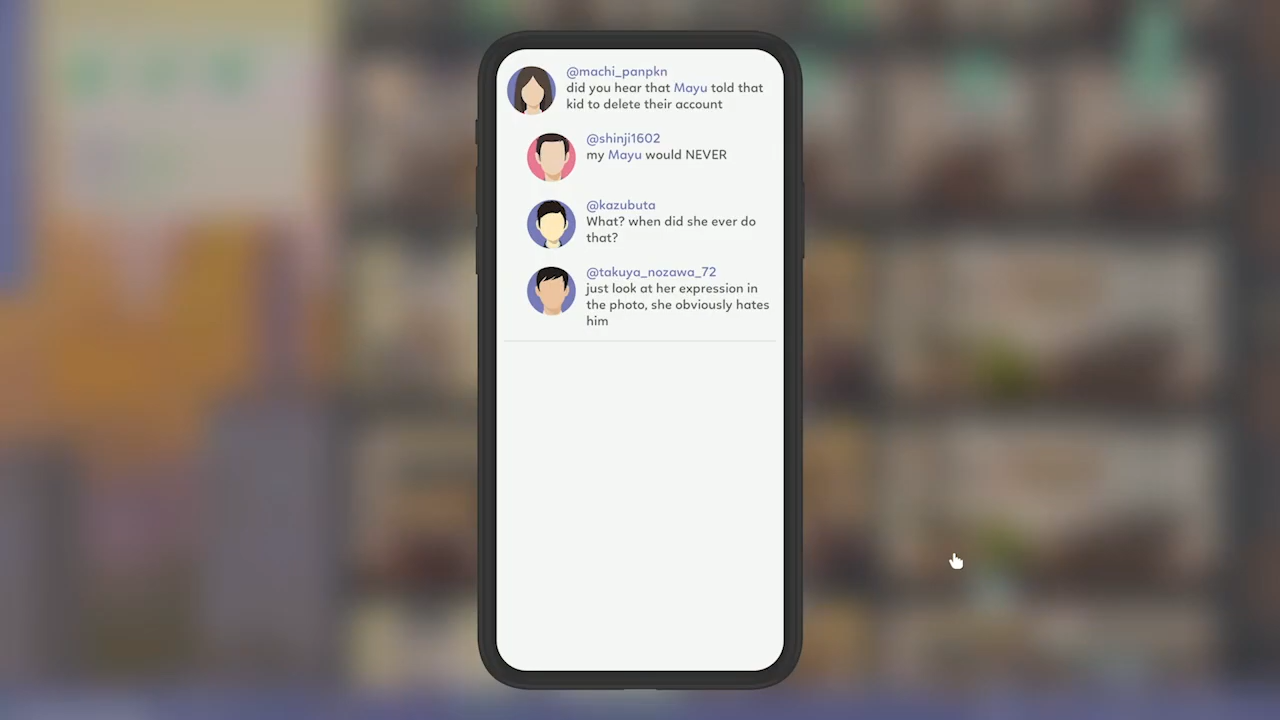 @machi_panpkn
did you hear that Mayu told that
kid to delete their account
@shinji1602
my Mayu would NEVER
@kazubuta
What? when did she ever do
that?
@takuya_nozawa_72
just look at her expression in
the photo, she obviously hates
him